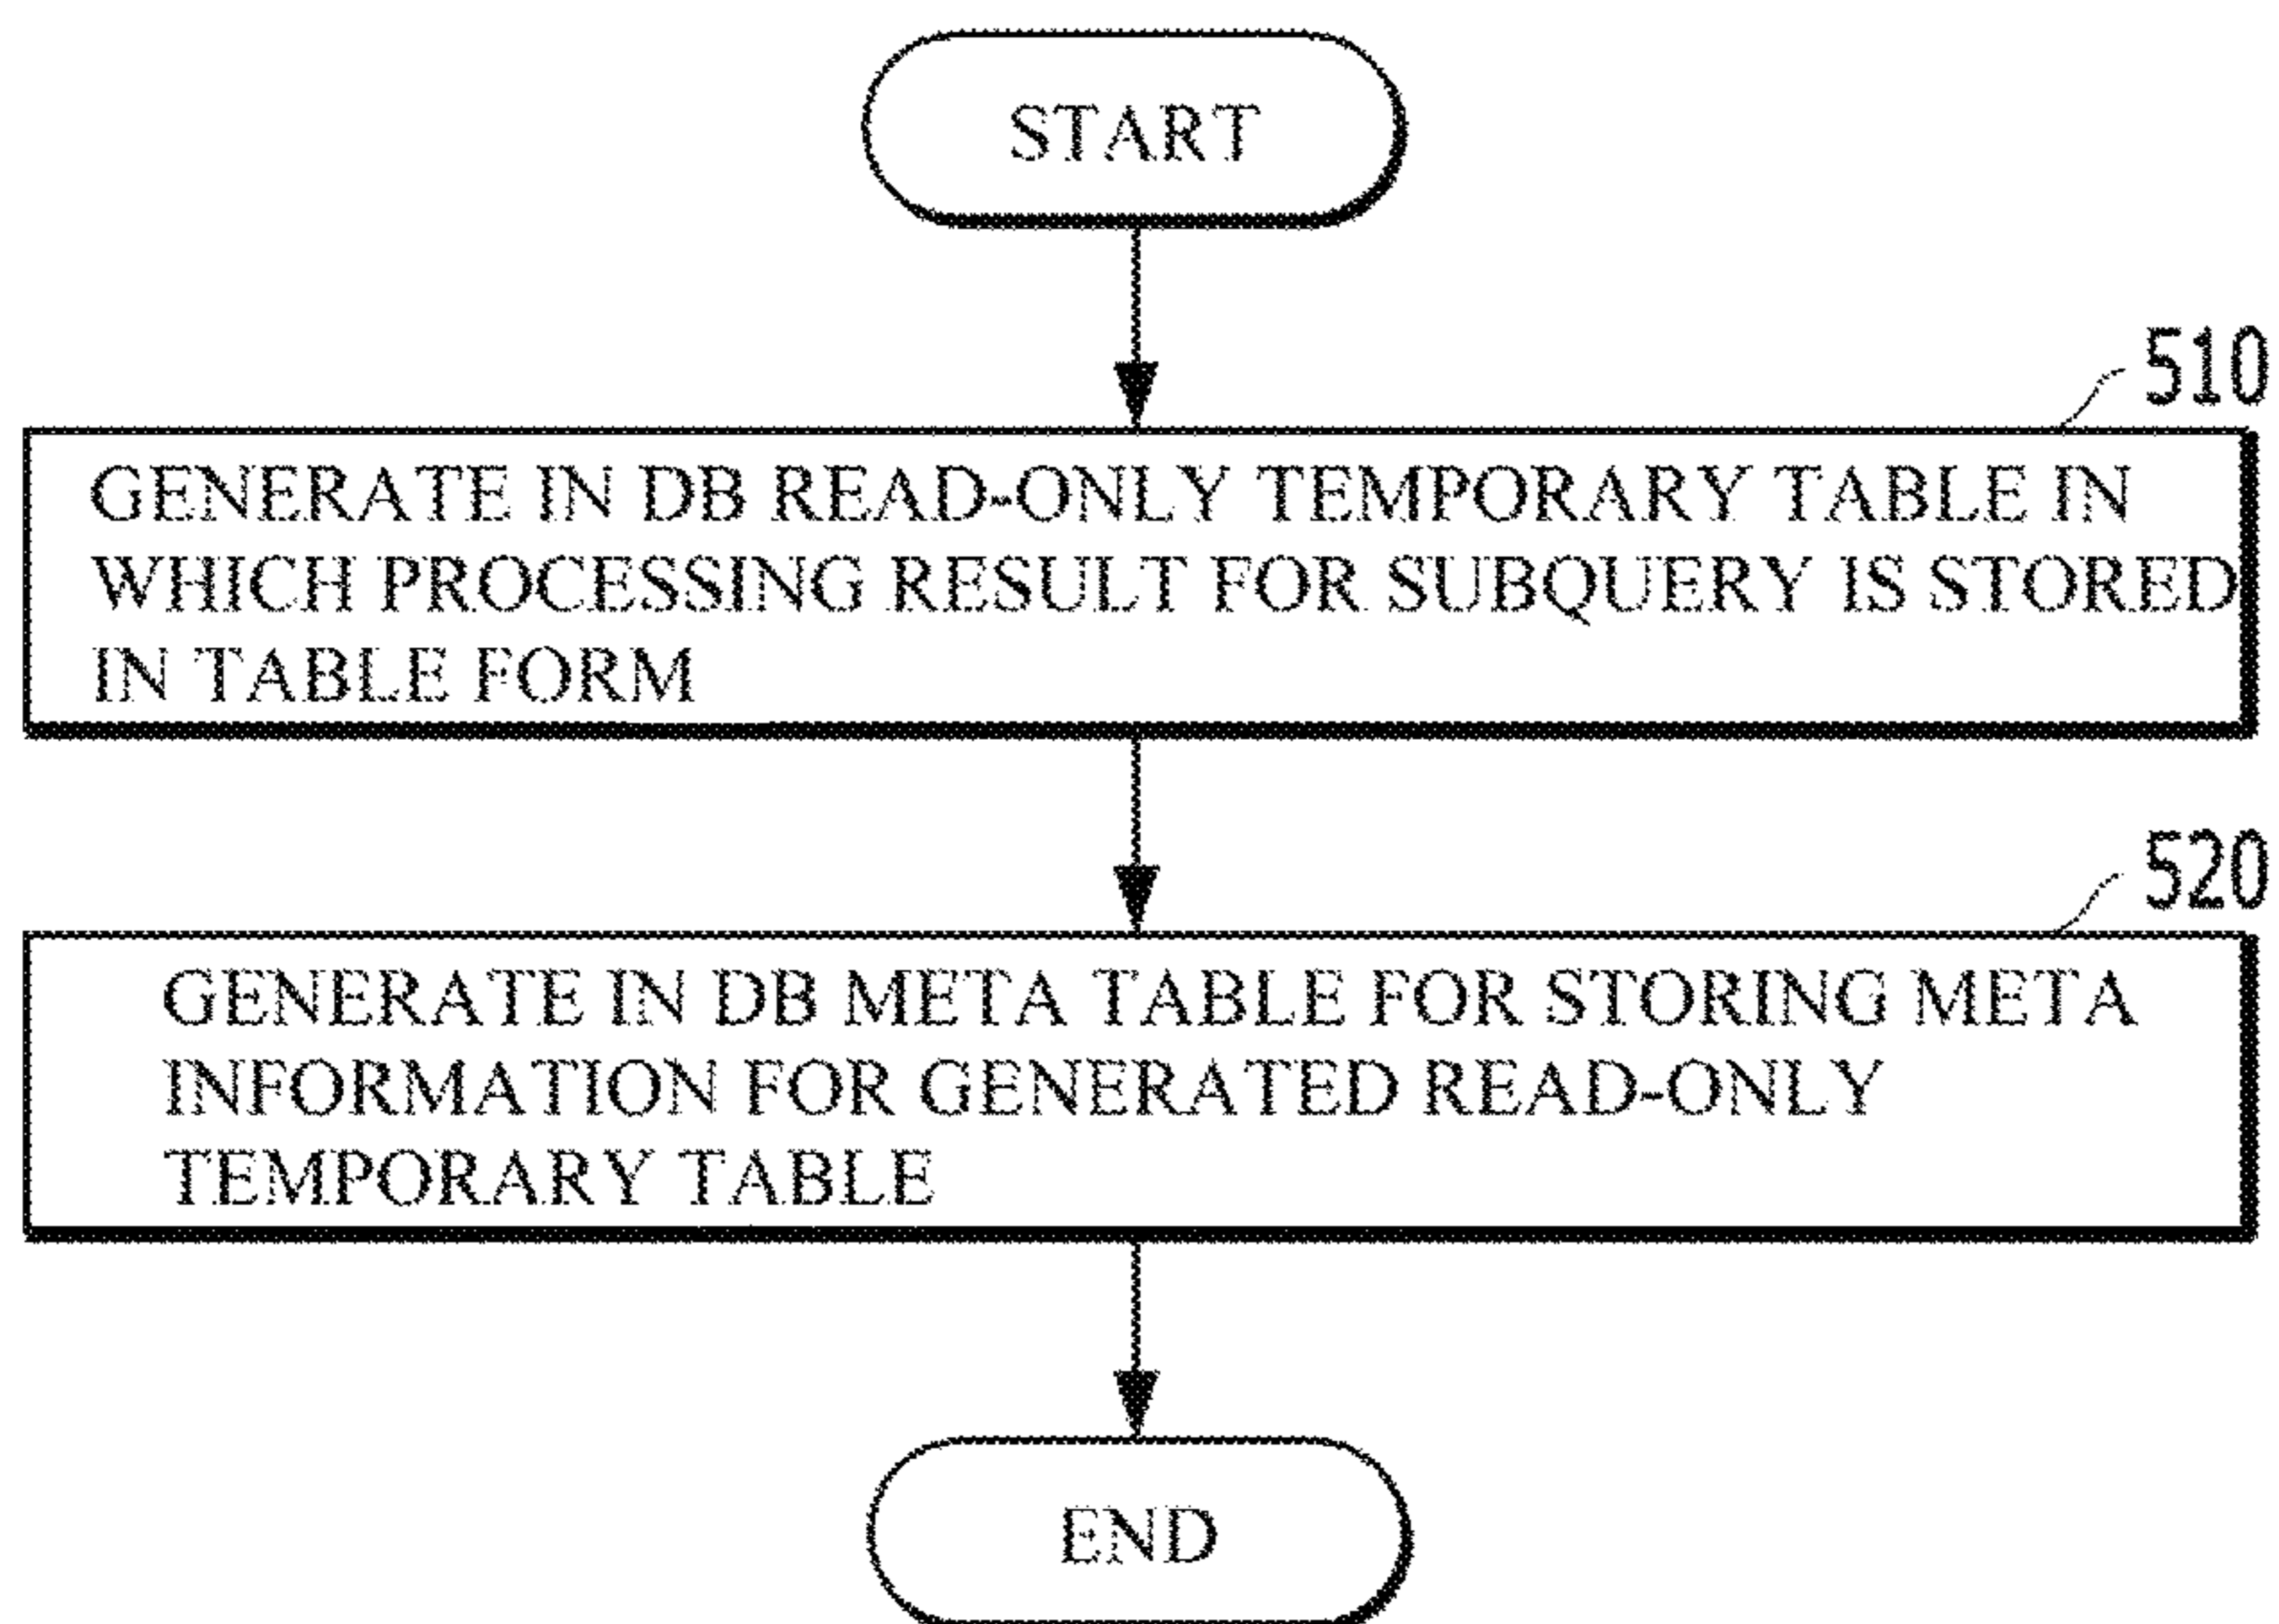 START
510
GENERATE IN DB READ-ONLY TEMPORARY TABLE IN
WHICH PROCESSING RESULT FOR SUBQUERY IS STORED
IN TABLE FORM
520
GENERATE IN DB META TABLE FOR STORING META
INFORMATION FOR GENERATED READ-ONLY
TEMPORARY TABLE
END